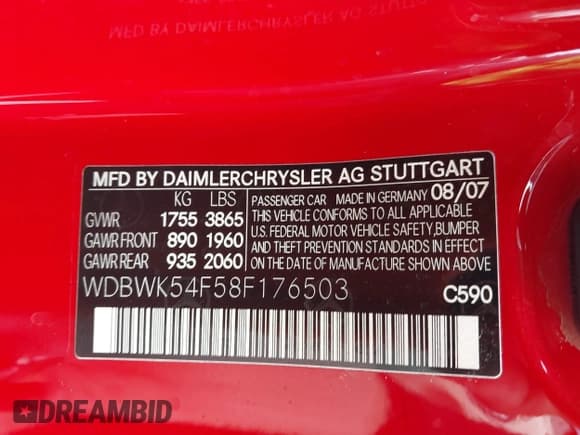 MFD BY DAIMLERCHRYSLER AG STUTTGART
KG LBS
GVWR 1755 3865
GAWR FRONT 890 1960
GAWR REAR 935 2060
PASSENGER CAR MADE IN GERMANY 08/07
THIS VEHICLE CONFORMS TO ALL APPLICABLE
U.S. FEDERAL MOTOR VEHICLE SAFETY,BUMPER
AND THEFT PREVENTION STANDARDS IN EFFECT
ON THE DATE OF MANUFACTURE SHOWN ABOVE.
WDBWK54F58F176503
C590
DREAMBID